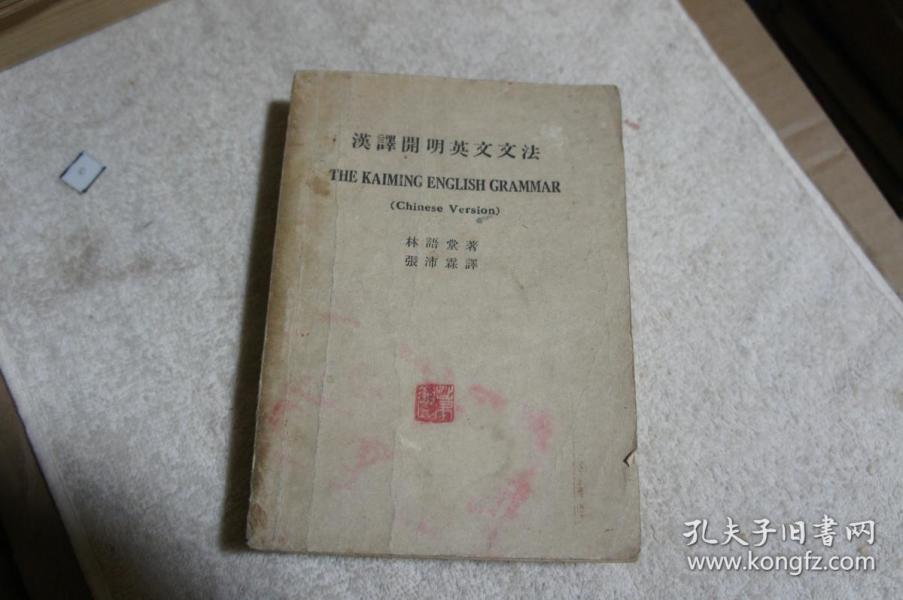 漢譯開明英文文法
THE KAIMING ENGLISH GRAMMAR
(Chinese Version)
林語堂著
張沛霖譯
孔夫子旧书网
www.kongfz.com